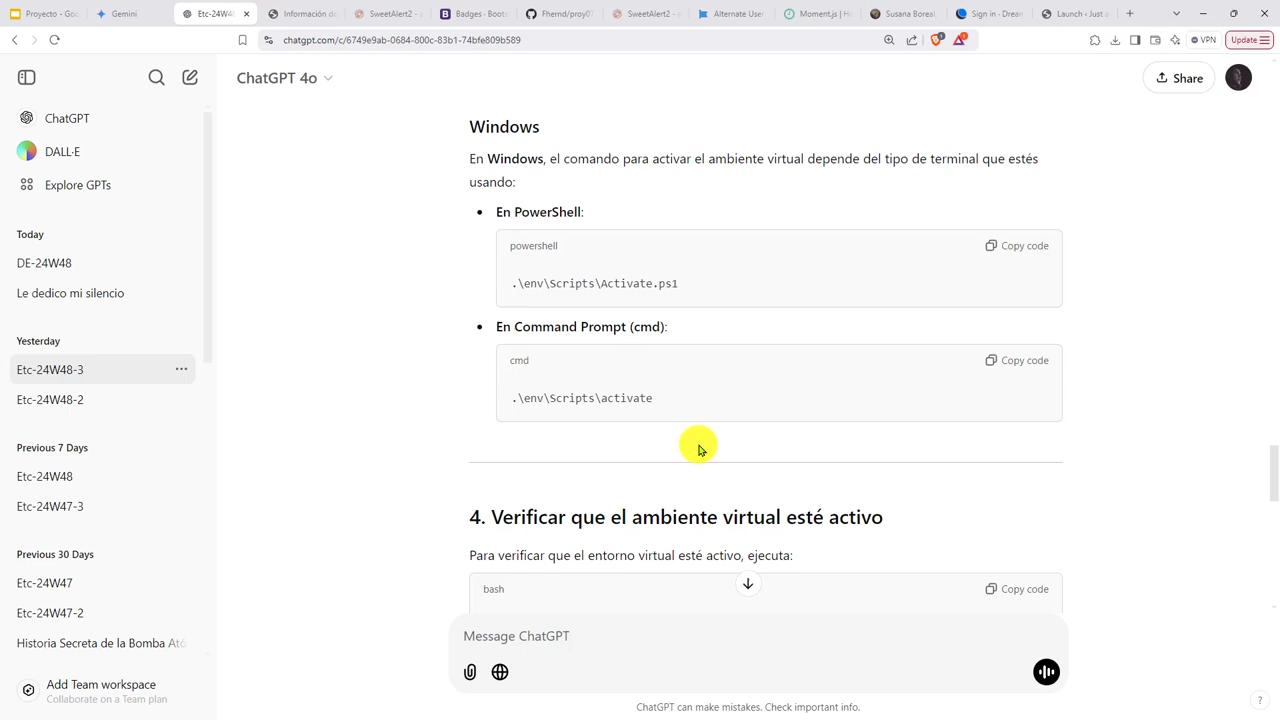 Proyecto - Goo
Gemini
Etc-24W48
Información de
SweetAlert2 - a
Badges · Boots
Fhernd/proy07
SweetAlert2 - a
Alternate User
Moment.js | H
Susana Boreal
Sign in - Drean
Launch ‹ Just a
chatgpt.com/c/6749e9ab-0684-800c-83b1-74bfe809b589
VPN
Update
ChatGPT 4o
Share
ChatGPT
DALL·E
Explore GPTs
Today
DE-24W48
Le dedico mi silencio
Yesterday
Etc-24W48-3
Etc-24W48-2
Previous 7 Days
Etc-24W48
Etc-24W47-3
Previous 30 Days
Etc-24W47
Etc-24W47-2
Historia Secreta de la Bomba Ató
Add Team workspace
Collaborate on a Team plan
Windows
En Windows, el comando para activar el ambiente virtual depende del tipo de terminal que estés
usando:
• En PowerShell:
powershell
Copy code
.\env\Scripts\Activate.ps1
• En Command Prompt (cmd):
cmd
Copy code
.\env\Scripts\activate
4. Verificar que el ambiente virtual esté activo
Para verificar que el entorno virtual esté activo, ejecuta:
bash
Copy code
Message ChatGPT
ChatGPT can make mistakes. Check important info.
?